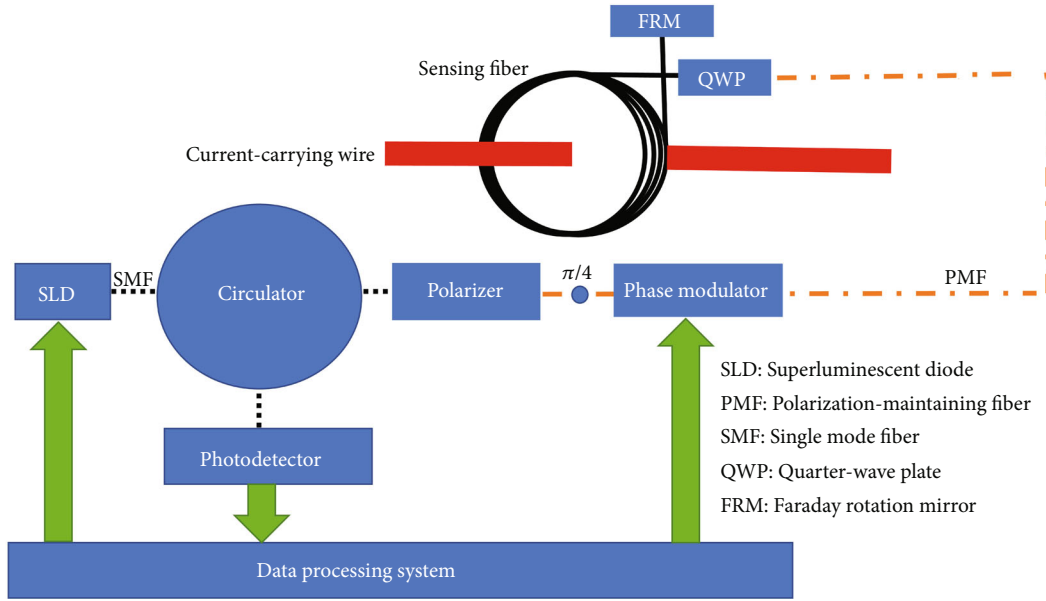 FRM
Sensing fiber
QWP
Current-carrying wire
SLD
SMF
Circulator
Polarizer
π/4
Phase modulator
PMF
Photodetector
SLD: Superluminescent diode
PMF: Polarization-maintaining fiber
SMF: Single mode fiber
QWP: Quarter-wave plate
FRM: Faraday rotation mirror
Data processing system